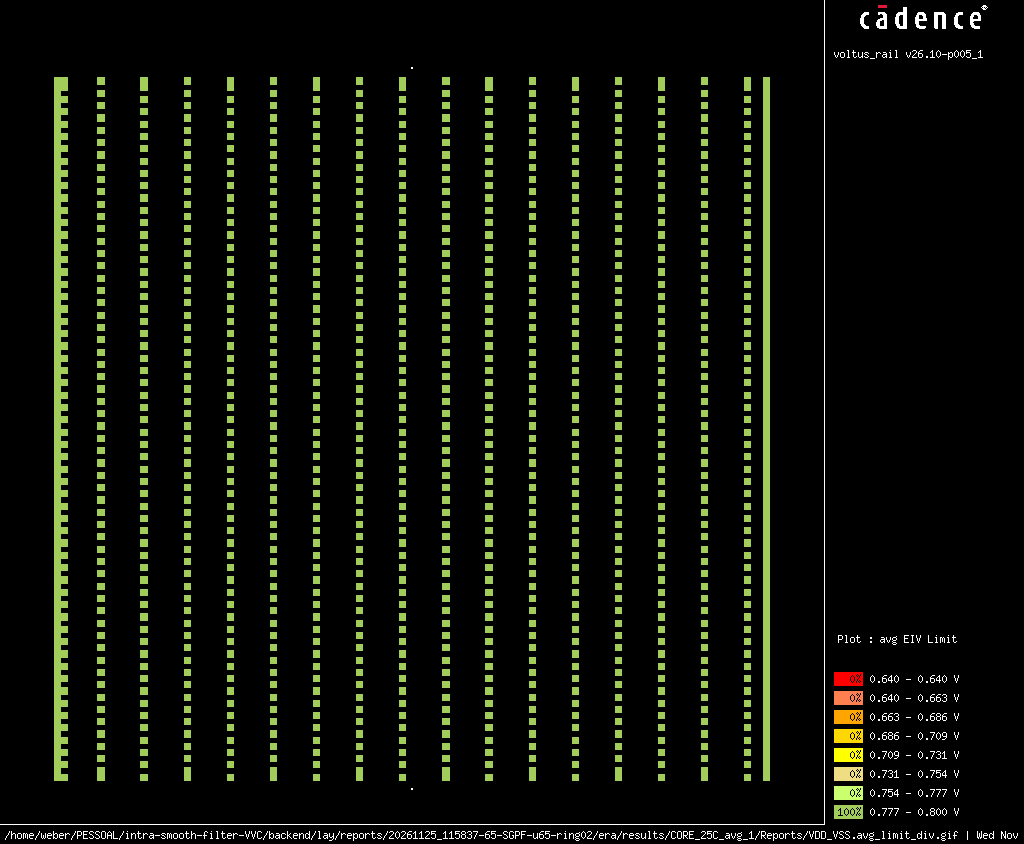 cadence®
voltus_rail v26.10-p005_1
Plot : avg EIV Limit
0% 0.640 - 0.640 V
0% 0.640 - 0.663 V
0% 0.663 - 0.686 V
0% 0.686 - 0.709 V
0% 0.709 - 0.731 V
0% 0.731 - 0.754 V
0% 0.754 - 0.777 V
100% 0.777 - 0.800 V
/home/weber/PESSOAL/intra-smooth-filter-VVC/backend/lay/reports/20261125_115837-65-SGPF-u65-ring02/era/results/CORE_25C_avg_1/Reports/VDD_VSS.avg_limit_div.gif | Wed Nov